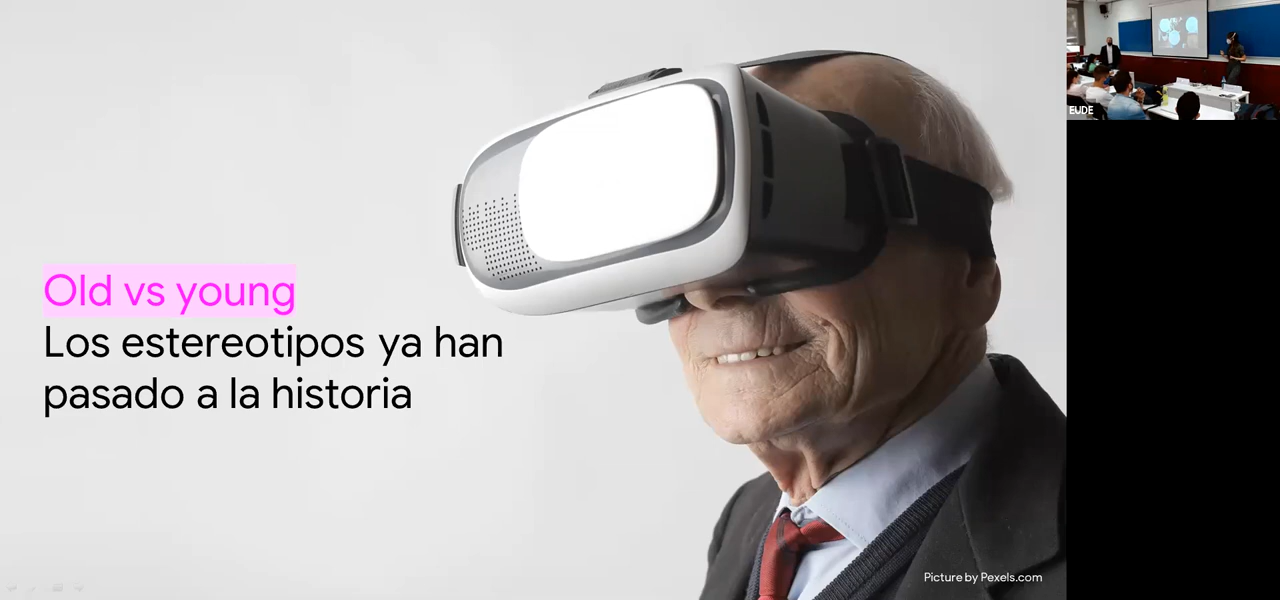 Old vs young
Los estereotipos ya han
pasado a la historia
Picture by Pexels.com
EUDE